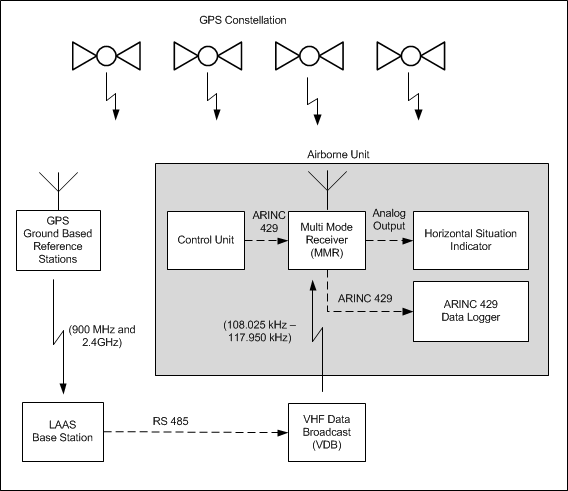 GPS Constellation
Airborne Unit
GPS
Ground Based
Reference
Stations
Control Unit
ARINC
429
Multi Mode
Receiver
(MMR)
Analog
Output
Horizontal Situation
Indicator
ARINC 429
ARINC 429
Data Logger
(900 MHz and
2.4GHz)
(108.025 kHz –
117.950 kHz)
LAAS
Base Station
RS 485
VHF Data
Broadcast
(VDB)